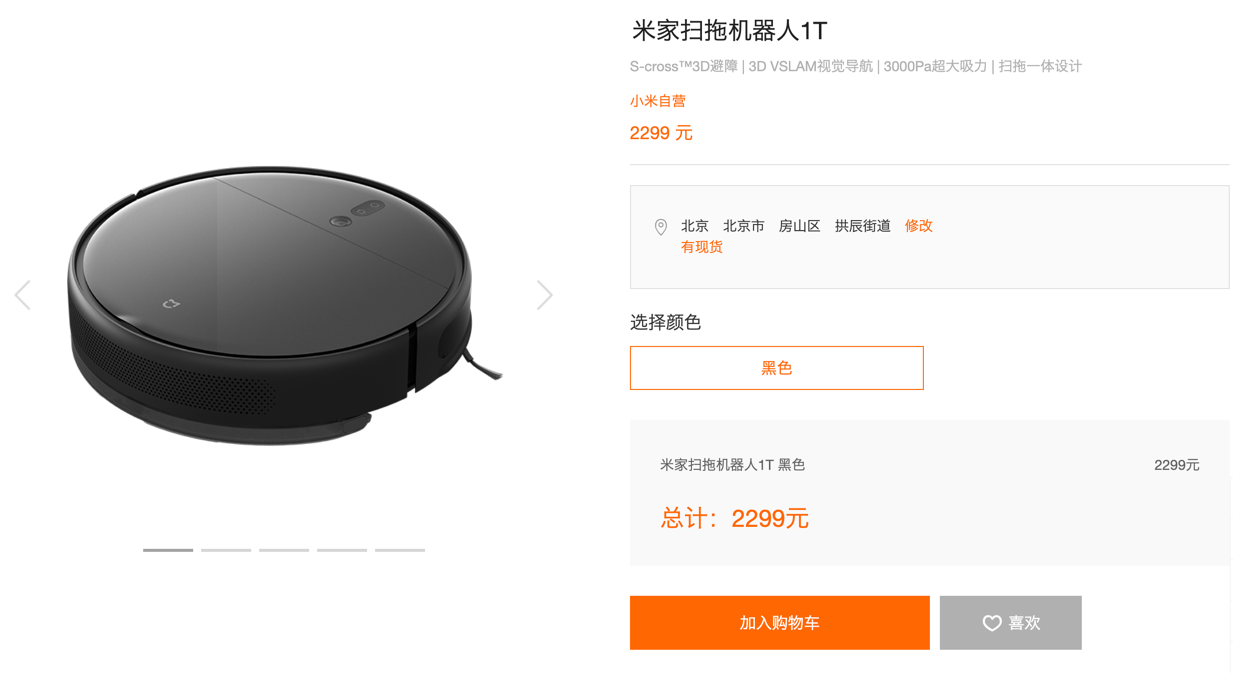 米家扫拖机器人1T
S-cross™3D避障 | 3D VSLAM视觉导航 | 3000Pa超大吸力 | 扫拖一体设计
小米自营
2299 元
北京 北京市 房山区 拱辰街道 修改
有现货
选择颜色
黑色
米家扫拖机器人1T 黑色 2299元
总计：2299元
加入购物车 喜欢